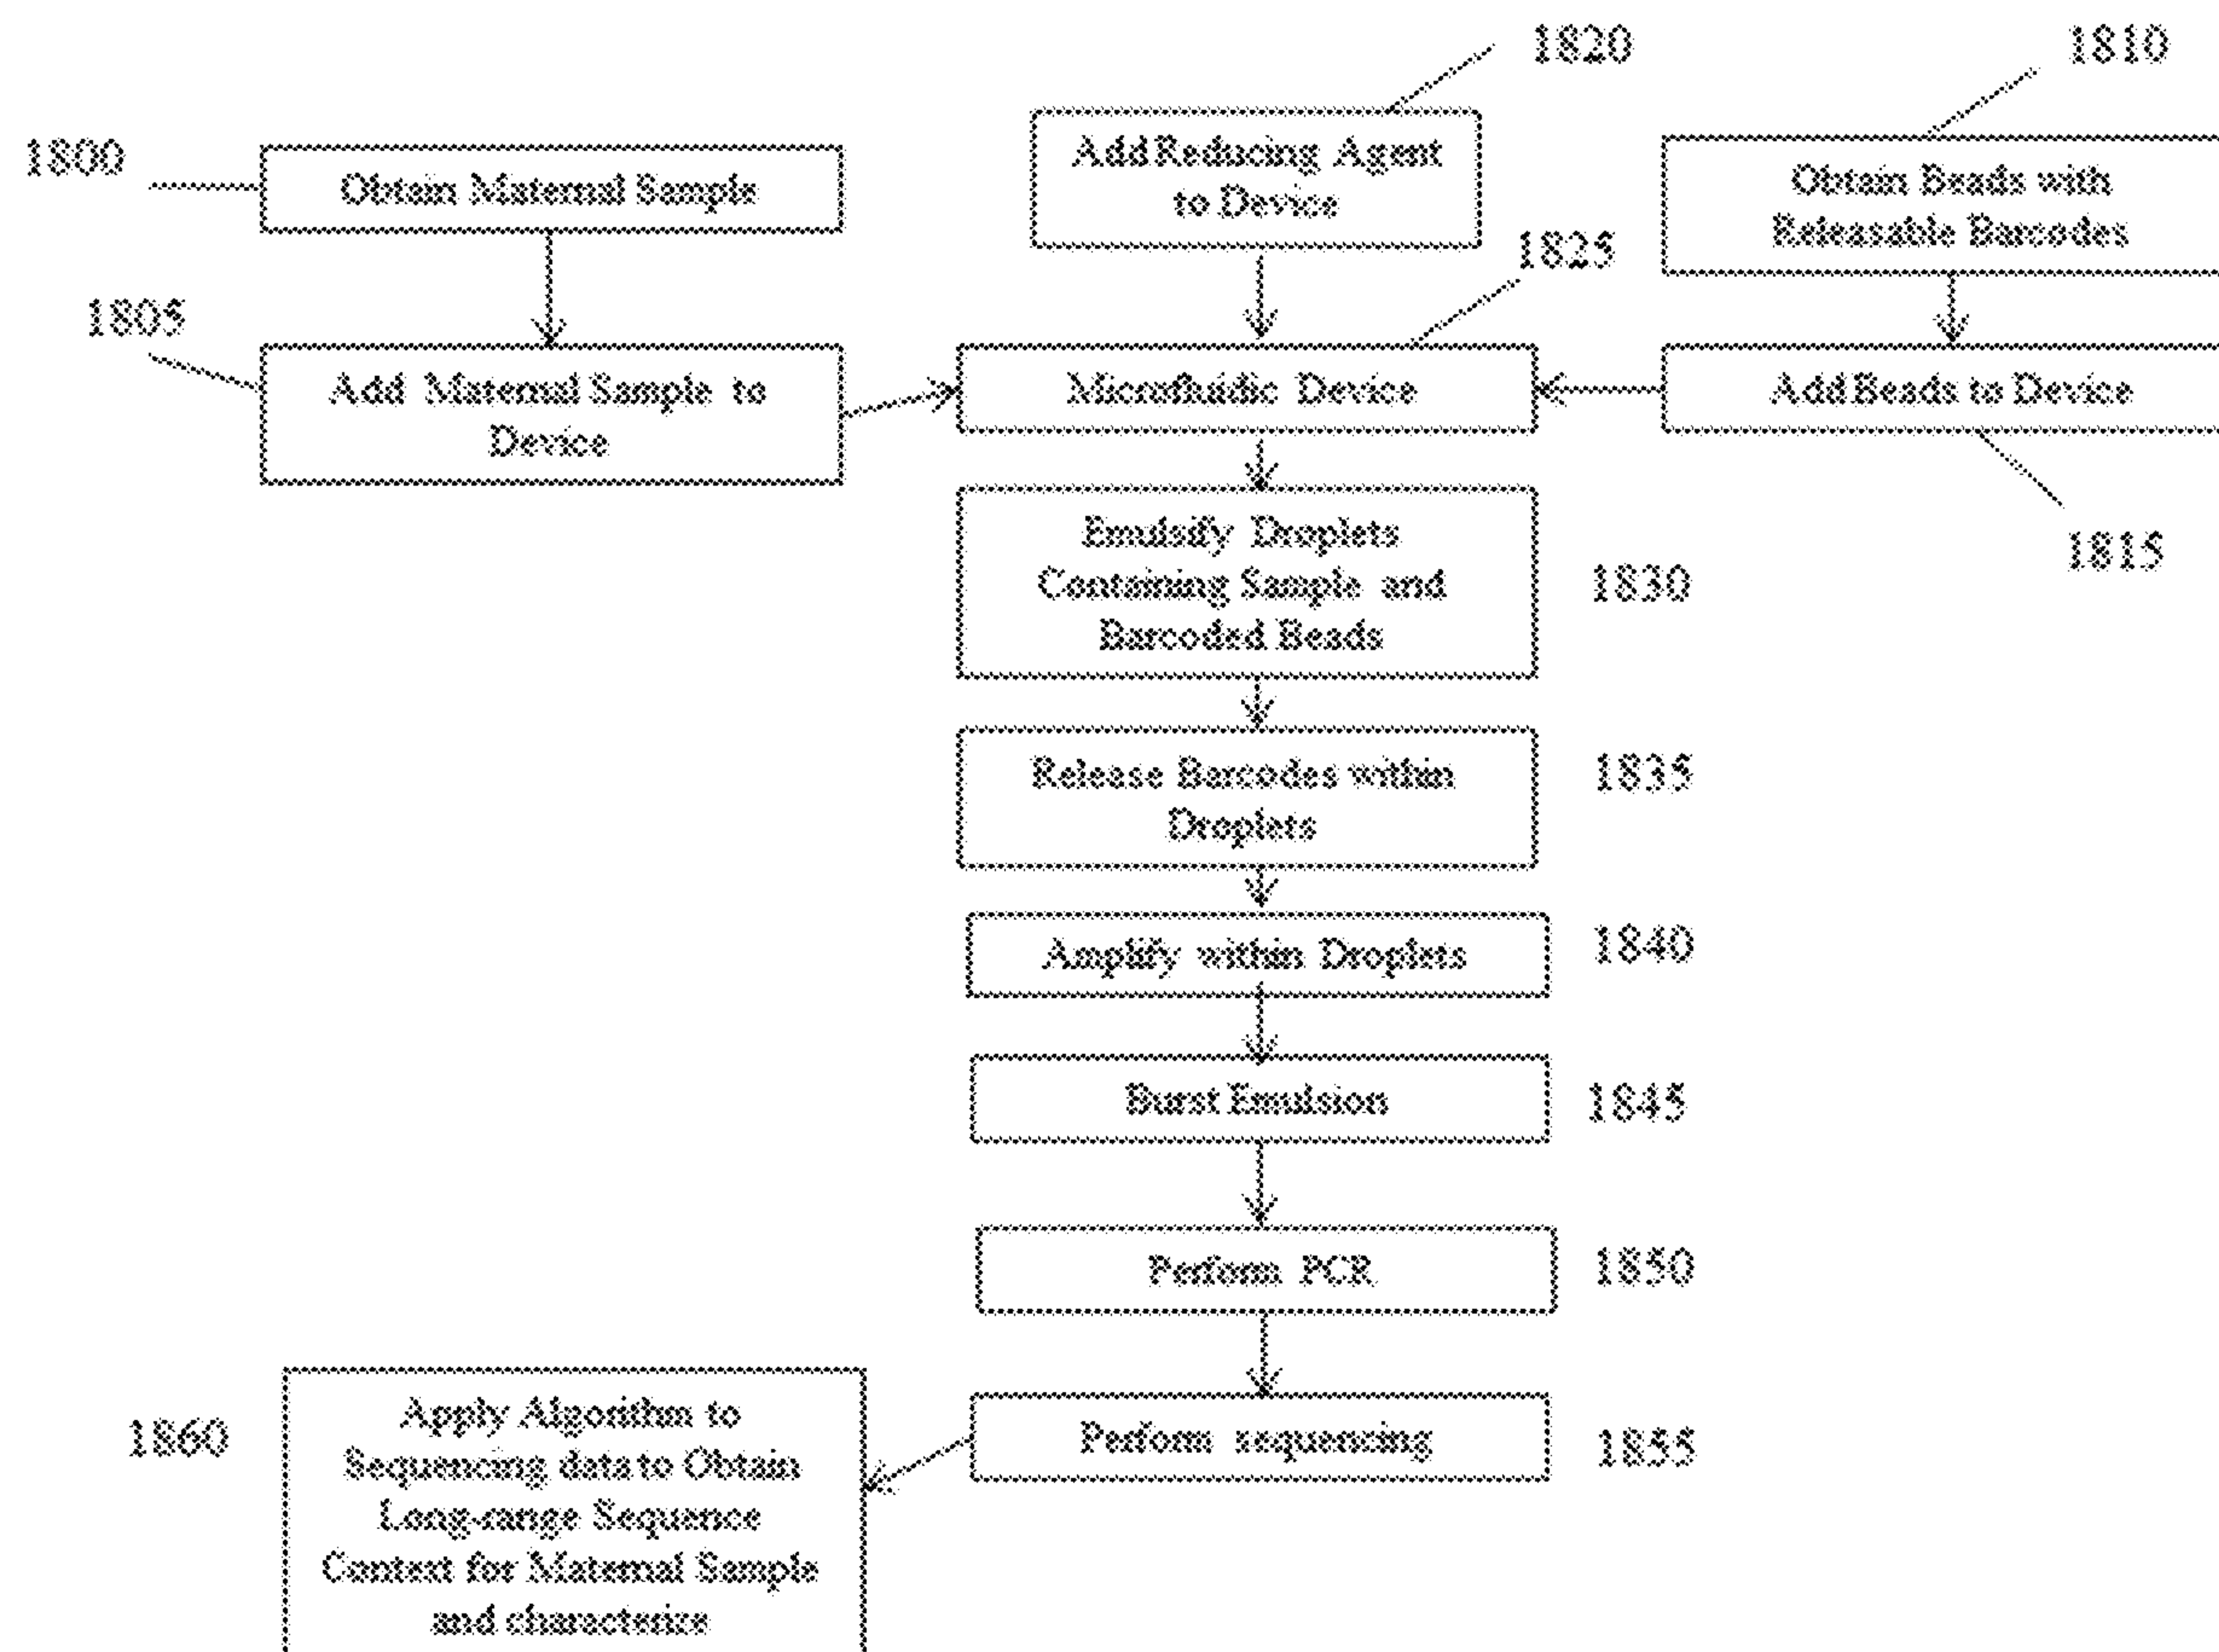 1820
1810
1800
Obtain Maternal Sample
Add Reducing Agent
to Device
Obtain Beads with
Releasable Barcodes
1825
1805
Add Maternal Sample to
Device
Microfluidic Device
Add Beads to Device
1815
Emulsify Droplets
Containing Sample and
Barcoded Beads
1830
Release Barcodes within
Droplets
1835
Amplify within Droplets
1840
Burst Emulsion
1845
Perform PCR
1850
Perform sequencing
1855
1860
Apply Algorithm to
Sequencing data to Obtain
Long-range Sequence
Context for Maternal Sample
and characterize